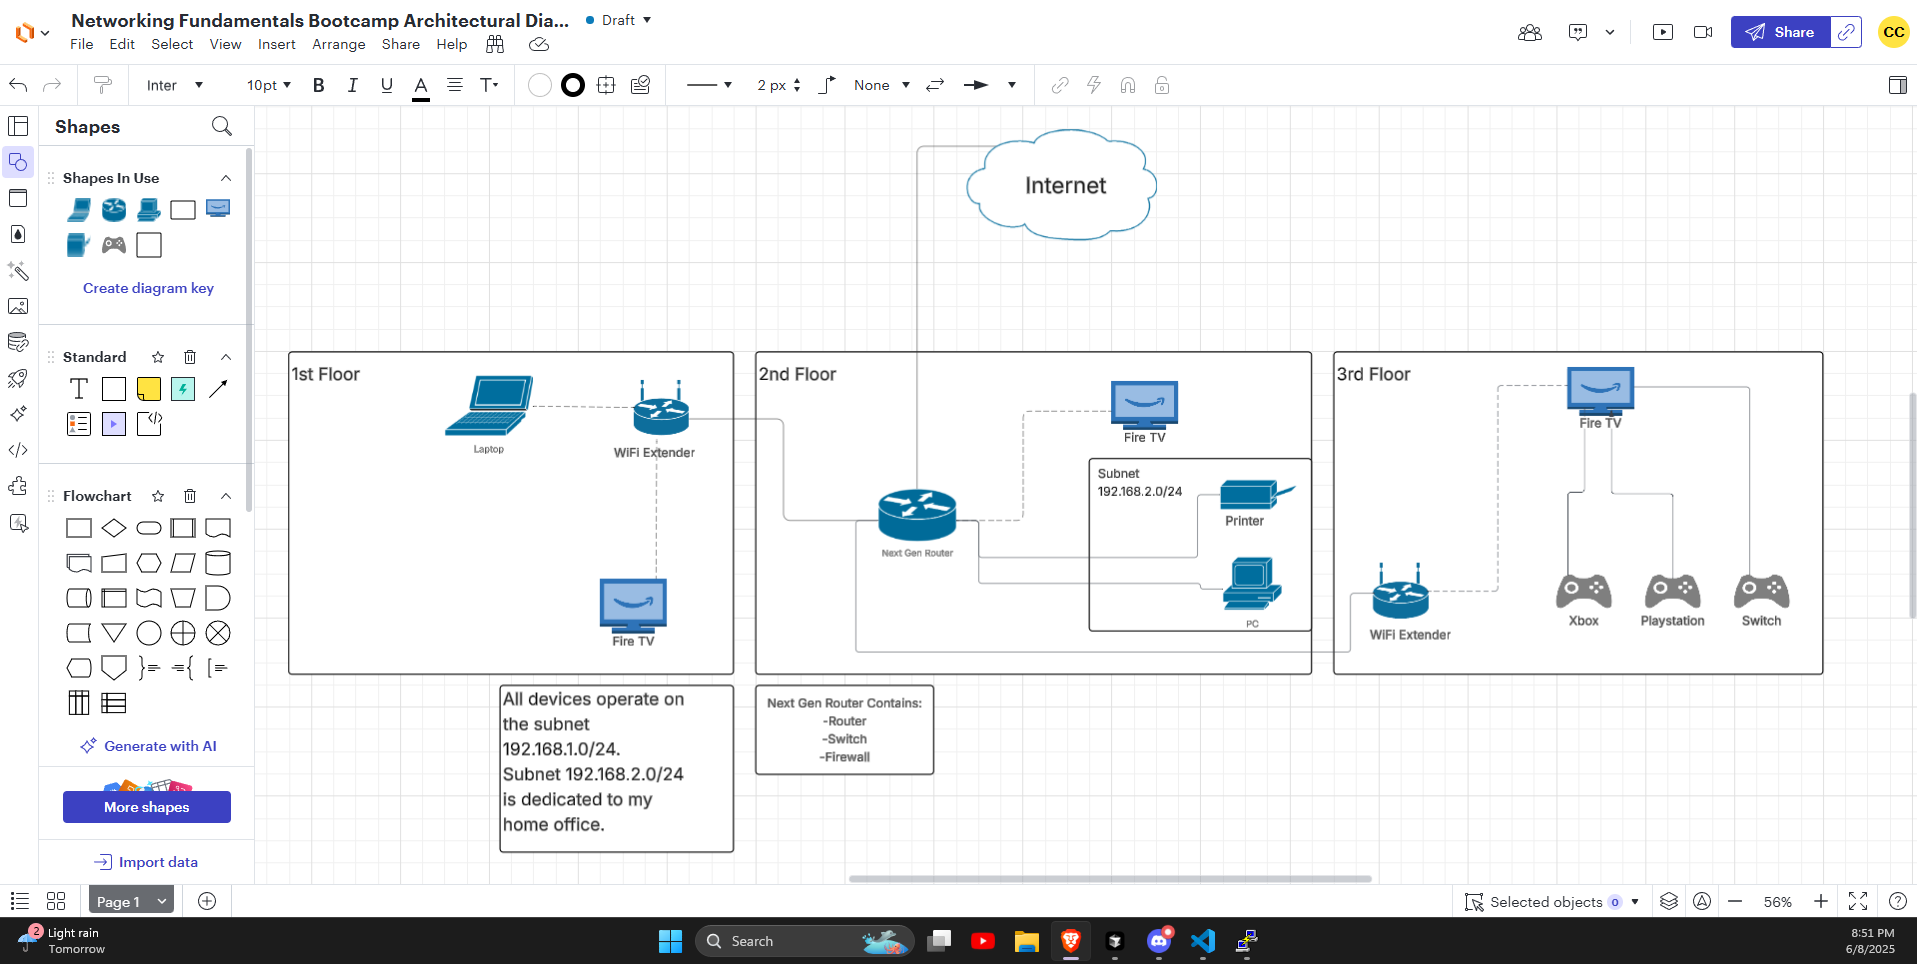 Networking Fundamentals Bootcamp Architectural Dia...
Draft
File Edit Select View Insert Arrange Share Help
Share
CC
Inter
10pt
B I U A T
2 px
None
Shapes
Shapes In Use
Create diagram key
Standard
T
Flowchart
Generate with AI
More shapes
Import data
Internet
1st Floor
Laptop
WiFi Extender
Fire TV
2nd Floor
Fire TV
Subnet
192.168.2.0/24
Printer
PC
Next Gen Router
3rd Floor
Fire TV
WiFi Extender
Xbox
Playstation
Switch
All devices operate on
the subnet
192.168.1.0/24.
Subnet 192.168.2.0/24
is dedicated to my
home office.
Next Gen Router Contains:
-Router
-Switch
-Firewall
Page 1
Selected objects 0
56%
2
Light rain
Tomorrow
Search
8:51 PM
6/8/2025